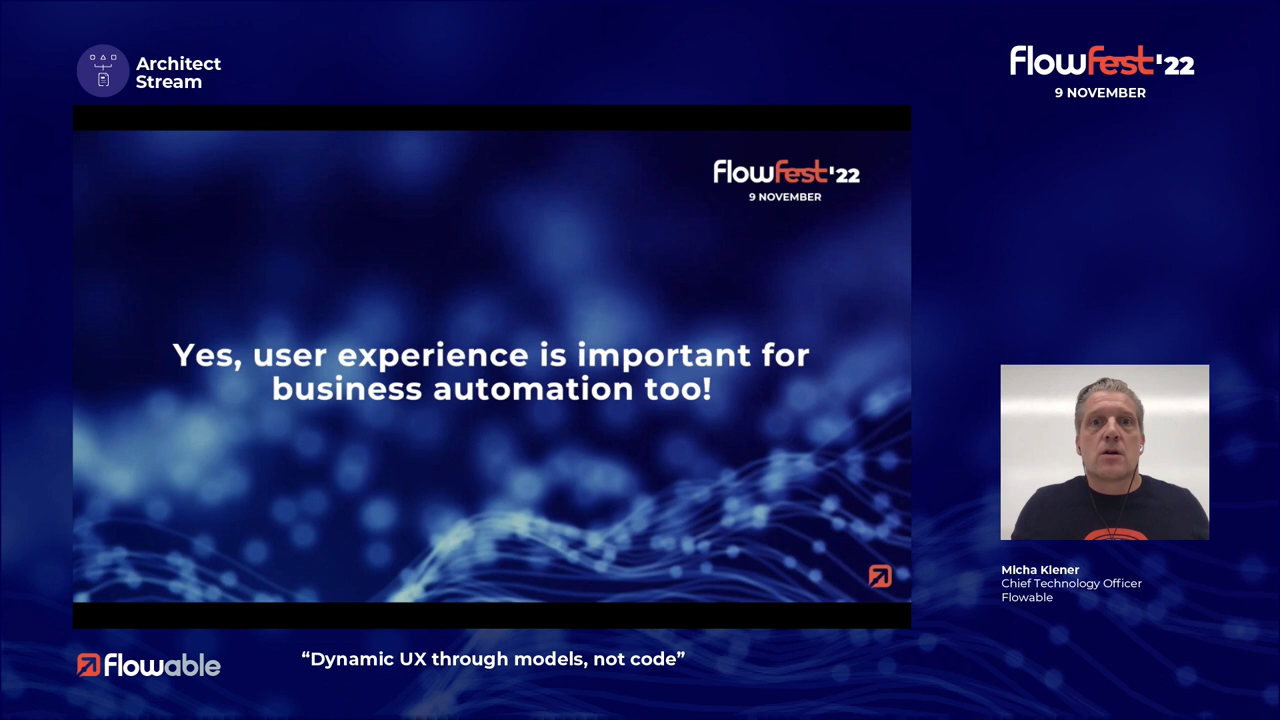 Architect
Stream
flowfest'22
9 NOVEMBER
flowfest'22
9 NOVEMBER
Yes, user experience is important for
business automation too!
MIcha KIener
Chief Technology Officer
Flowable
flowable
“Dynamic UX through models, not code”